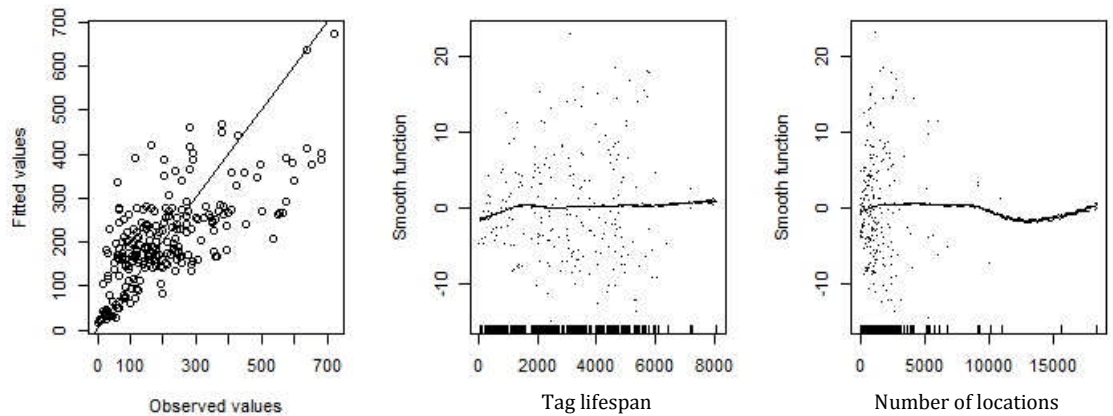 700
600
500
400
300
200
100
0
Fitted values
0 100 300 500 700
Observed values
20
10
0
-10
Smooth function
0 2000 4000 6000 8000
Tag lifespan
20
10
0
-10
Smooth function
0 5000 10000 15000
Number of locations